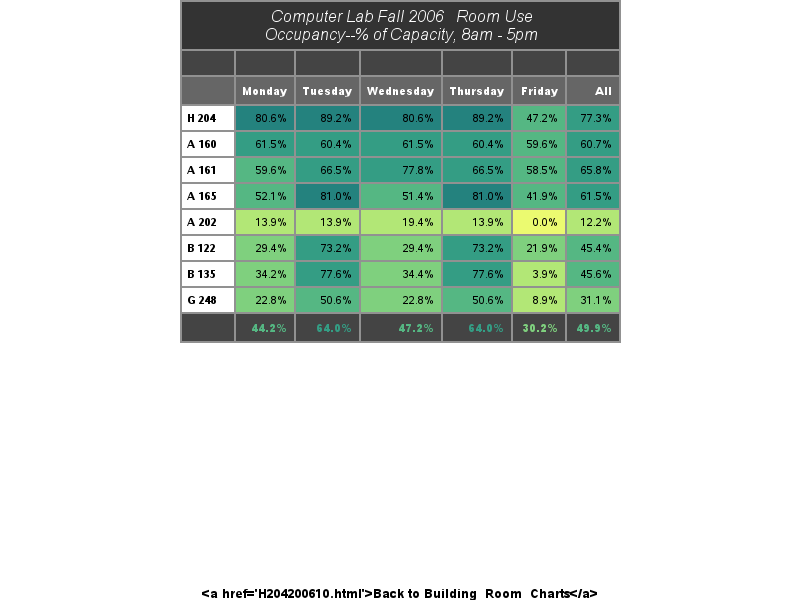 Computer Lab Fall 2006 Room Use
Occupancy--% of Capacity, 8am - 5pm
Monday Tuesday Wednesday Thursday Friday All
H 204 80.6% 89.2% 80.6% 89.2% 47.2% 77.3%
A 160 61.5% 60.4% 61.5% 60.4% 59.6% 60.7%
A 161 59.6% 66.5% 77.8% 66.5% 58.5% 65.8%
A 165 52.1% 81.0% 51.4% 81.0% 41.9% 61.5%
A 202 13.9% 13.9% 19.4% 13.9% 0.0% 12.2%
B 122 29.4% 73.2% 29.4% 73.2% 21.9% 45.4%
B 135 34.2% 77.6% 34.4% 77.6% 3.9% 45.6%
G 248 22.8% 50.6% 22.8% 50.6% 8.9% 31.1%
44.2% 64.0% 47.2% 64.0% 30.2% 49.9%
<a href='H204200610.html'>Back to Building Room Charts</a>